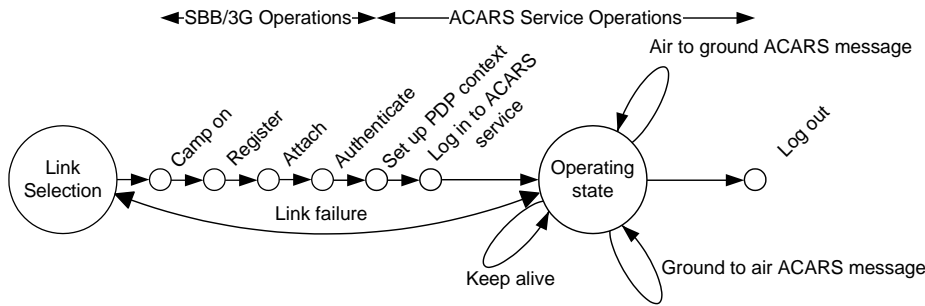 SBB/3G Operations
ACARS Service Operations
Air to ground ACARS message
Camp on
Register
Attach
Authenticate
Set up PDP context
Log in to ACARS
service
Log out
Link
Selection
Operating
state
Link failure
Keep alive
Ground to air ACARS message